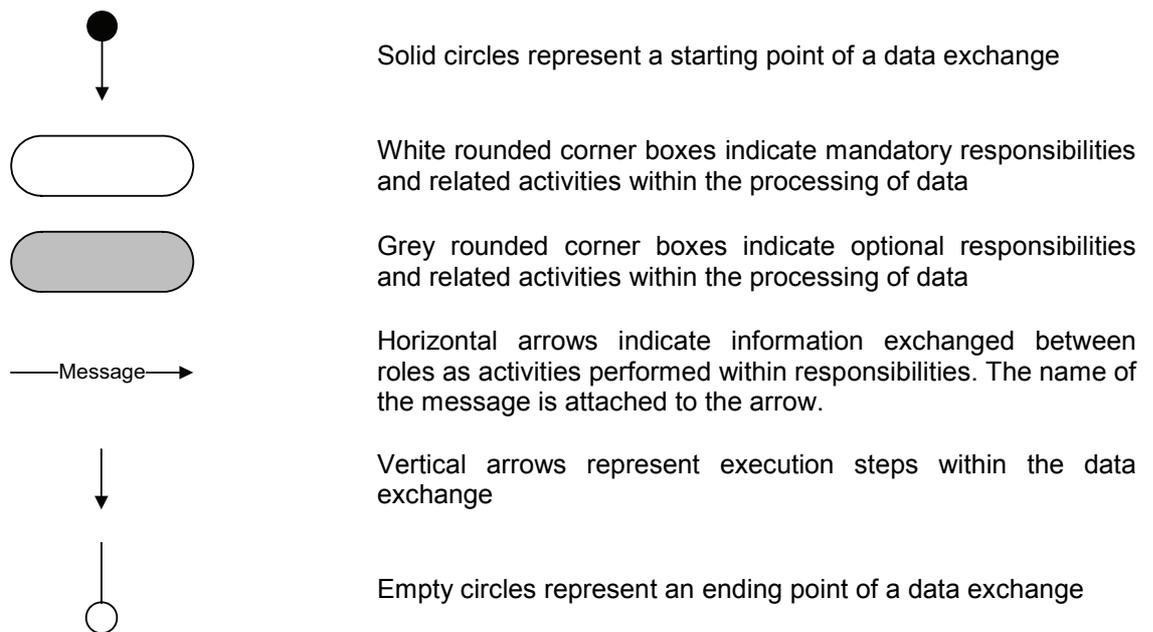 Solid circles represent a starting point of a data exchange
White rounded corner boxes indicate mandatory responsibilities
and related activities within the processing of data
Grey rounded corner boxes indicate optional responsibilities
and related activities within the processing of data
Message
Horizontal arrows indicate information exchanged between
roles as activities performed within responsibilities. The name of
the message is attached to the arrow.
Vertical arrows represent execution steps within the data
exchange
Empty circles represent an ending point of a data exchange